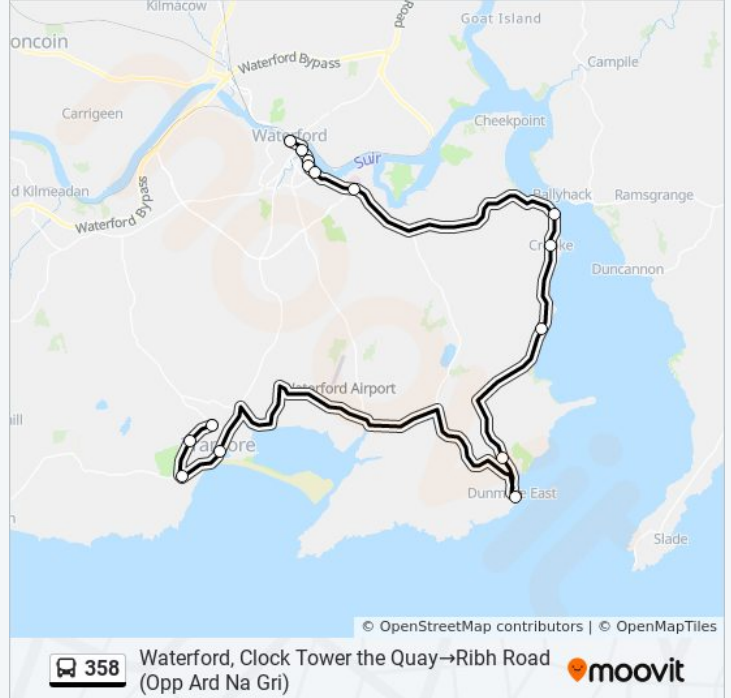 Kilmacow
Goat Island
Road
oncoin
Waterford Bypass
Campile
Carrigeen
Cheekpoint
Waterford
Suir
d Kilmeadan
Ballyhack
Ramsgrange
Waterford Bypass
Crooke
Duncannon
Waterford Airport
ill
Tramore
Dunmore East
Slade
© OpenStreetMap contributors | © OpenMapTiles
358
Waterford, Clock Tower the Quay→Ribh Road
(Opp Ard Na Gri)
moovit